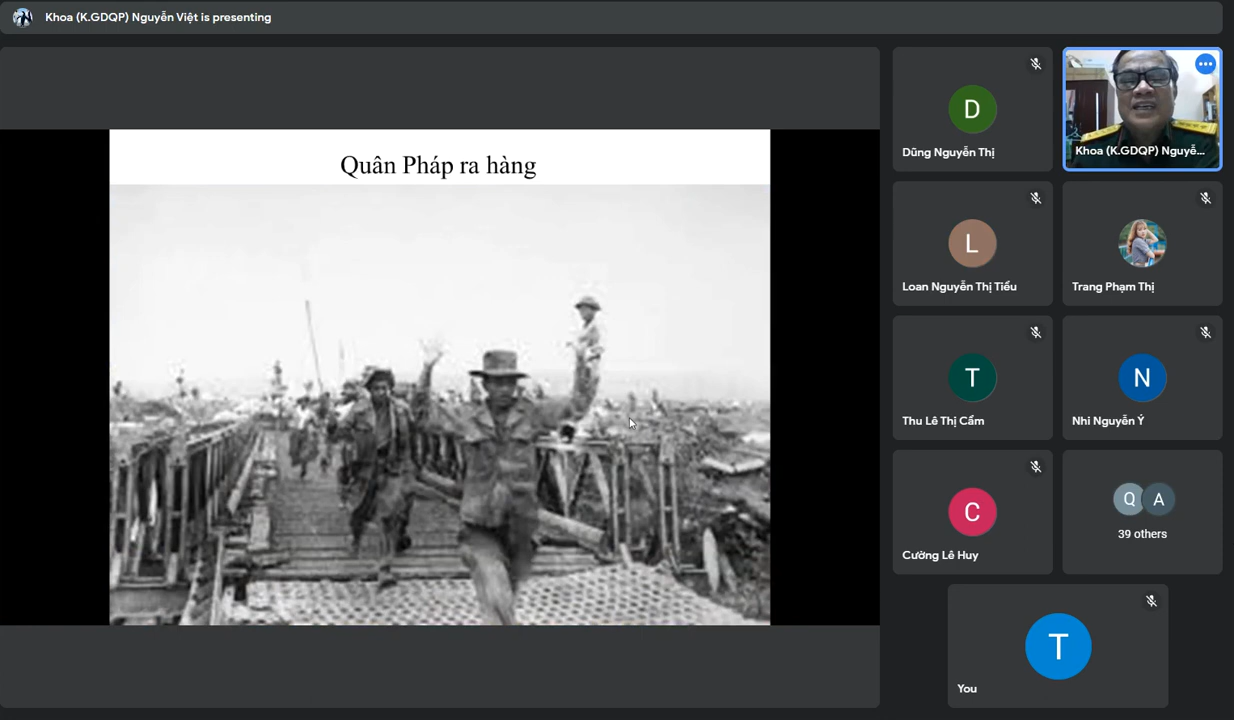 Khoa (K.GDQP) Nguyễn Việt is presenting
Quân Pháp ra hàng
D
Dũng Nguyễn Thị
Khoa (K.GDQP) Nguyễ...
L
Loan Nguyễn Thị Tiểu
Trang Phạm Thị
T
Thu Lê Thị Cẩm
N
Nhi Nguyễn Ý
C
Cường Lê Huy
Q A
39 others
T
You